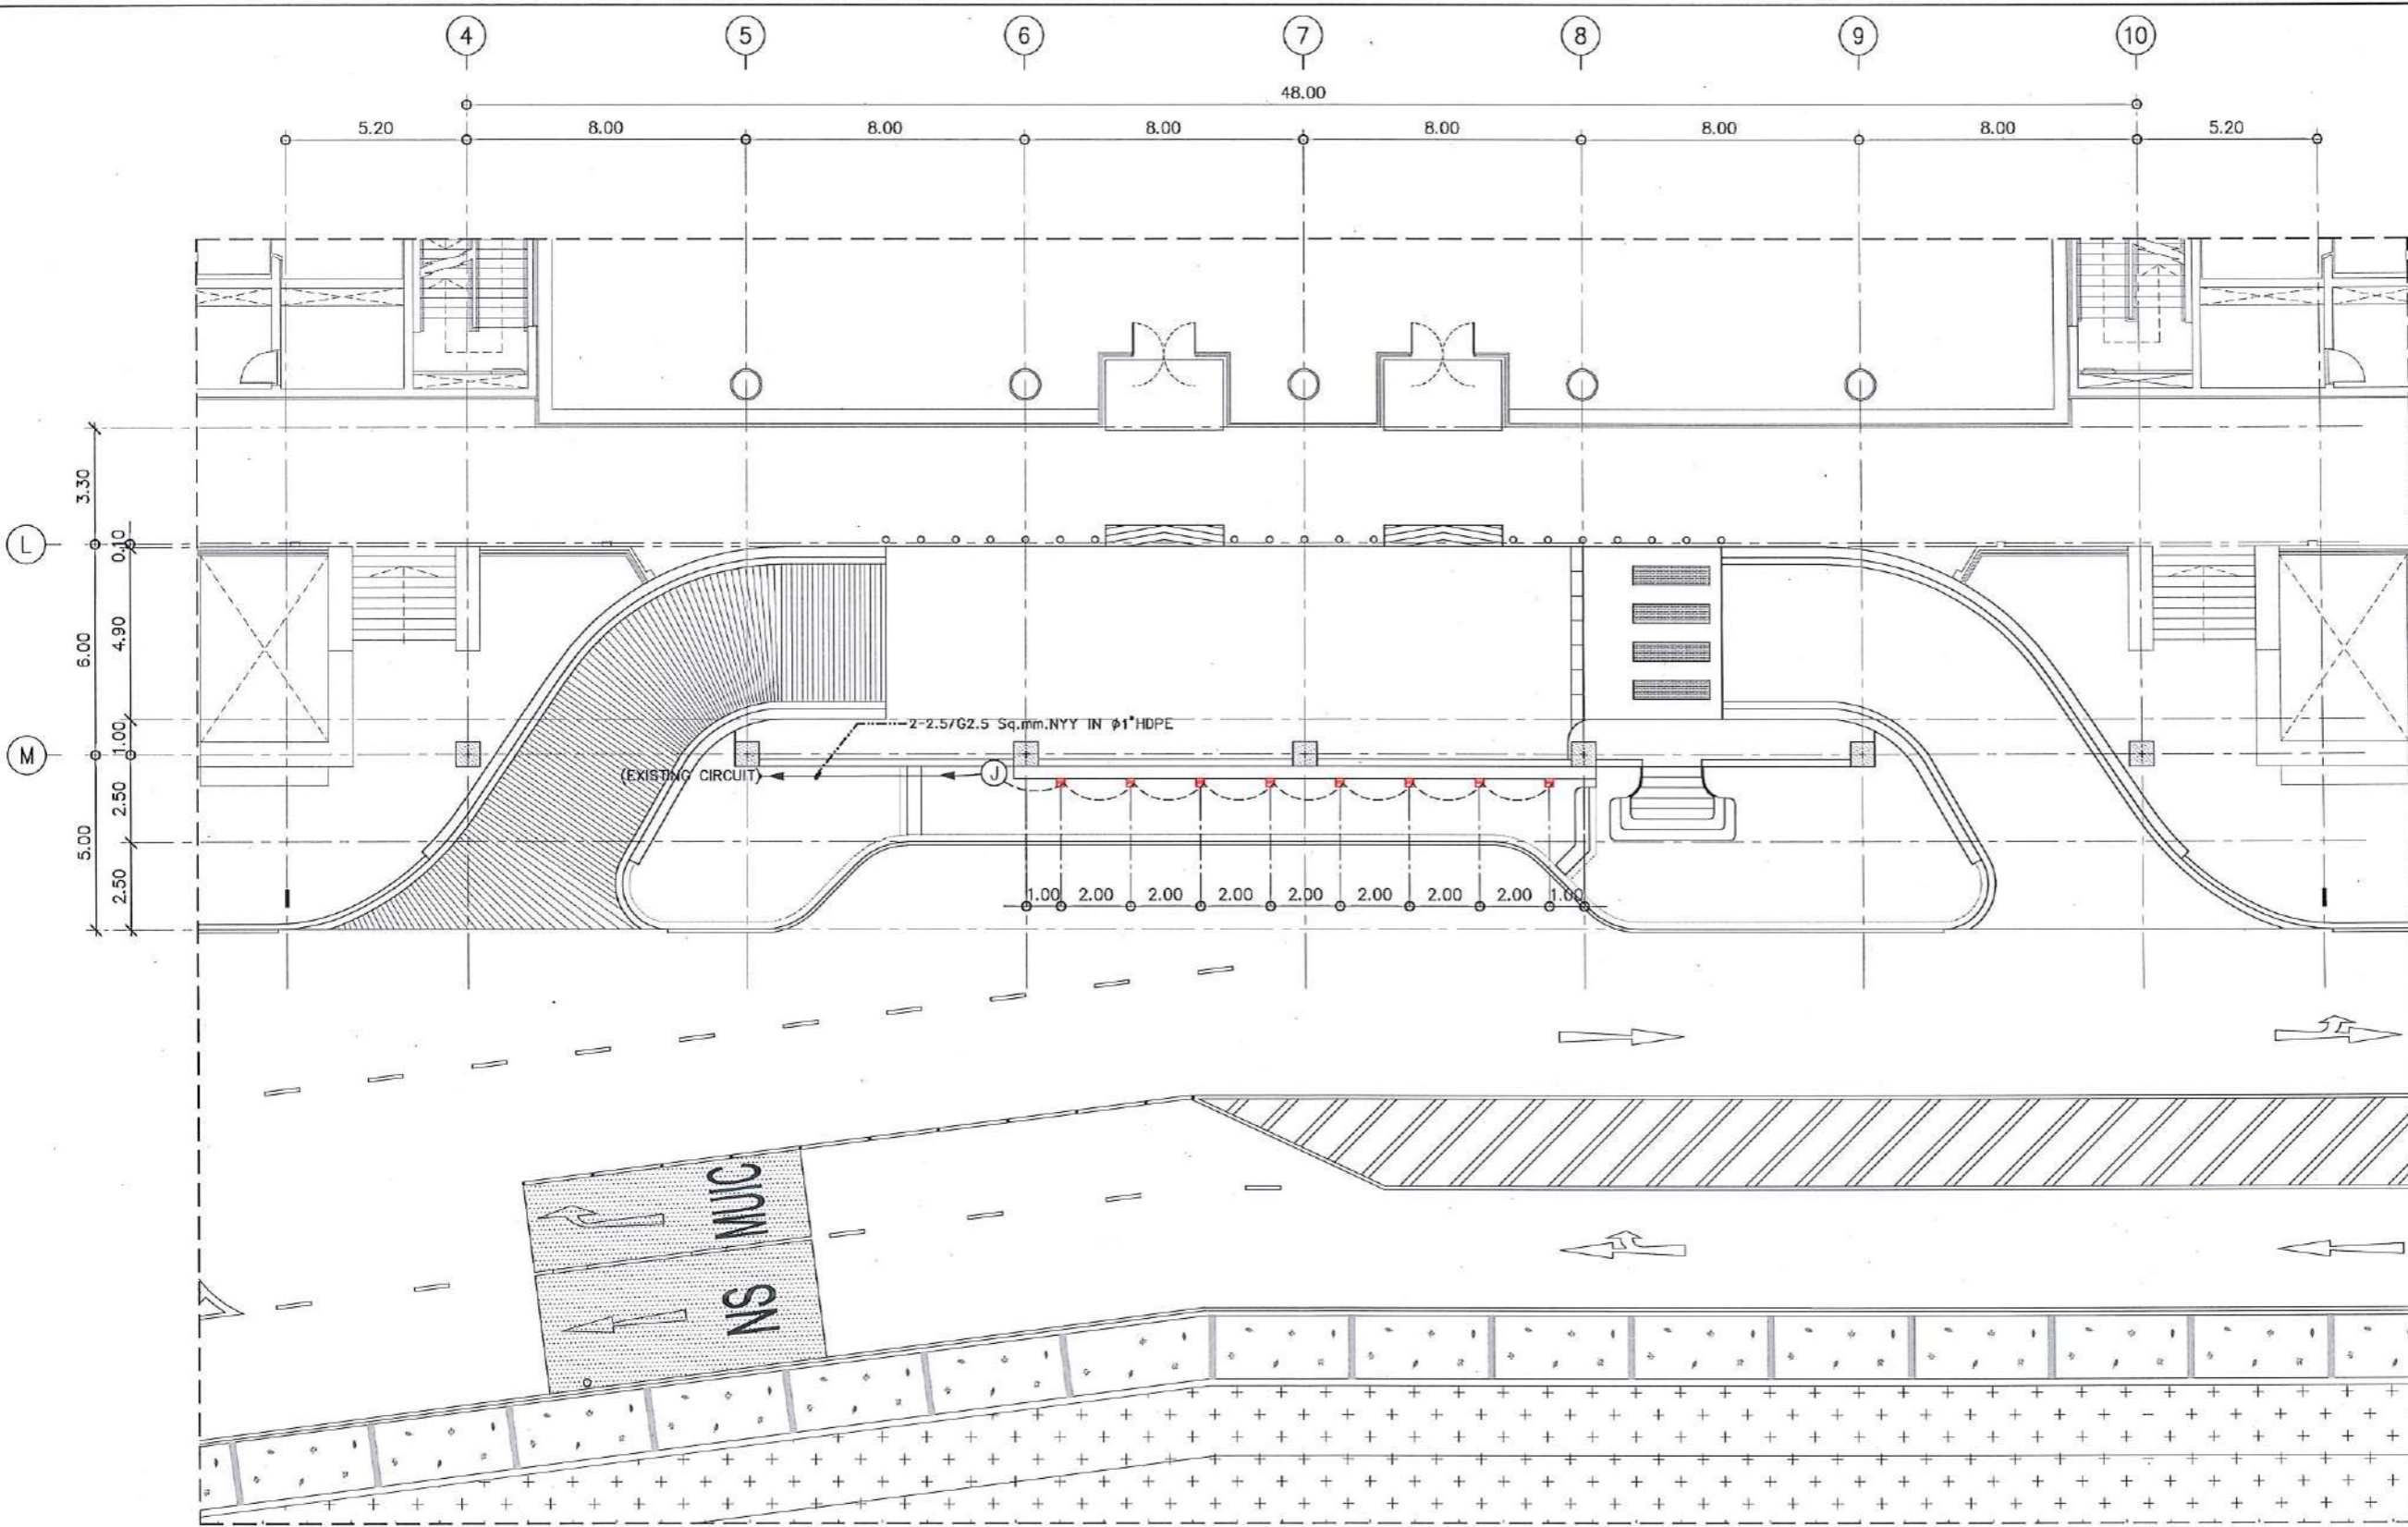 4 5 6 7 8 9 10
48.00
5.20 8.00 8.00 8.00 8.00 8.00 8.00 5.20
3.30
L
0.10
6.00 4.90
1.00
M
2-2.5/G2.5 Sq.mm.NYY IN ø1"HDPE
(EXISTING CIRCUIT) J
5.00 2.50
2.50
1.00 2.00 2.00 2.00 2.00 2.00 2.00 2.00 1.00
MUIC
NS